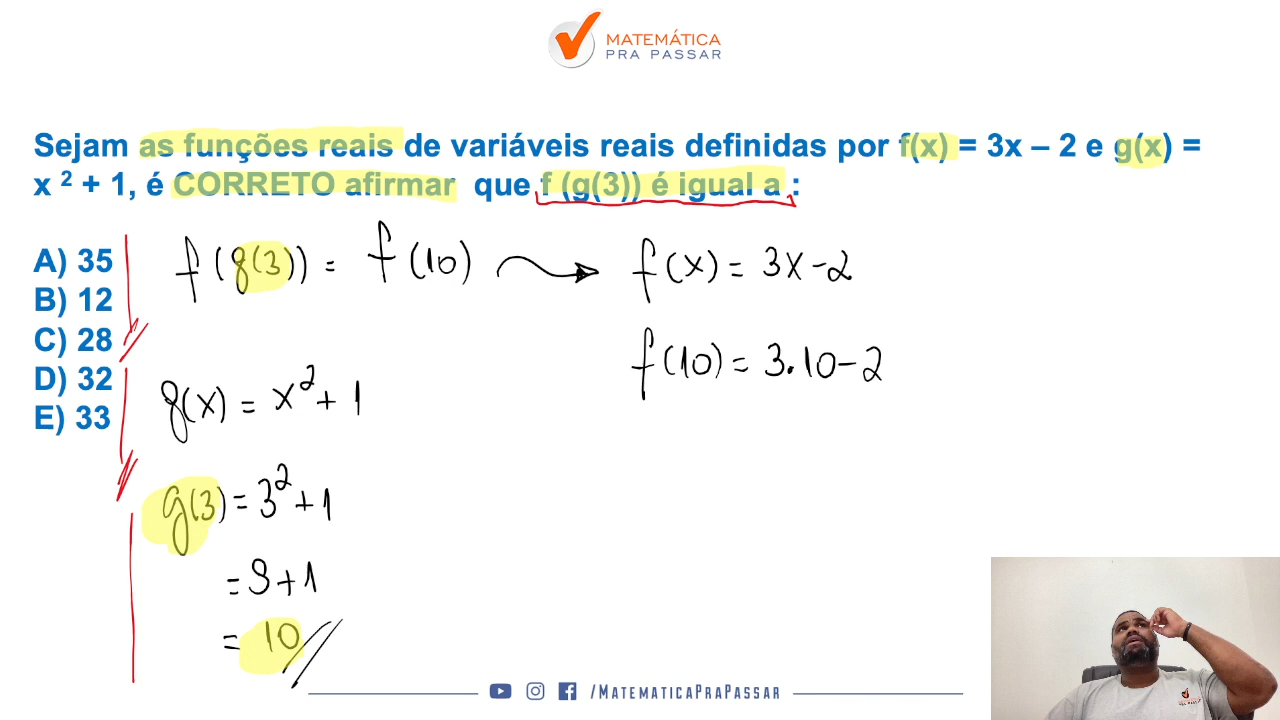 MATEMÁTICA
PRA PASSAR
Sejam as funções reais de variáveis reais definidas por f(x) = 3x – 2 e g(x) =
x ² + 1, é CORRETO afirmar que f (g(3)) é igual a :
A) 35
B) 12
C) 28
D) 32
E) 33
f(g(3)) = f(10)
f(x) = 3x-2
f(10) = 3.10-2
g(x) = x² + 1
g(3) = 3² + 1
= 9+1
= 10
/MATEMATICAPRAPASSAR